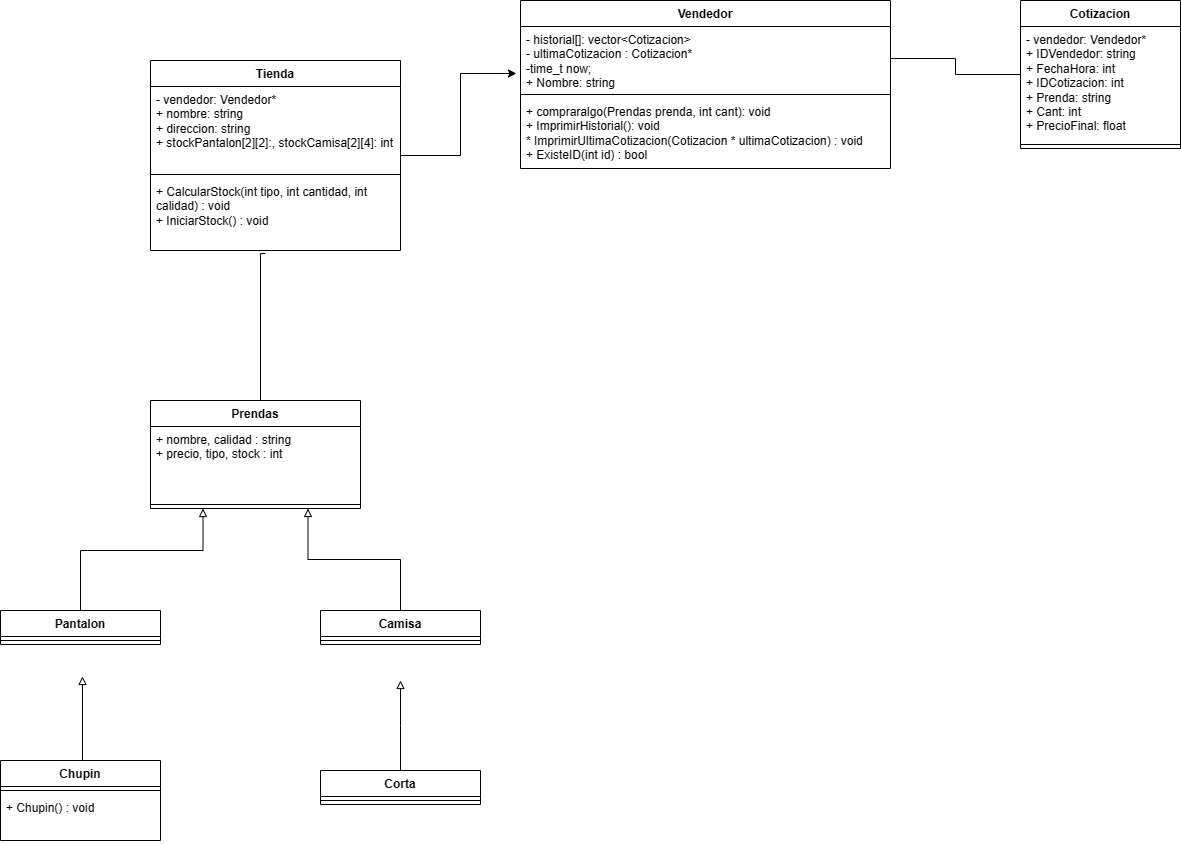 Vendedor
- historial[]: vector<Cotizacion>
- ultimaCotizacion : Cotizacion*
-time_t now;
+ Nombre: string
+ compraralgo(Prendas prenda, int cant): void
+ ImprimirHistorial(): void
* ImprimirUltimaCotizacion(Cotizacion * ultimaCotizacion) : void
+ ExisteID(int id) : bool
Cotizacion
- vendedor: Vendedor*
+ IDVendedor: string
+ FechaHora: int
+ IDCotizacion: int
+ Prenda: string
+ Cant: int
+ PrecioFinal: float
Tienda
- vendedor: Vendedor*
+ nombre: string
+ direccion: string
+ stockPantalon[2][2]:, stockCamisa[2][4]: int
+ CalcularStock(int tipo, int cantidad, int
calidad) : void
+ IniciarStock() : void
Prendas
+ nombre, calidad : string
+ precio, tipo, stock : int
Pantalon
Camisa
Chupin
+ Chupin() : void
Corta